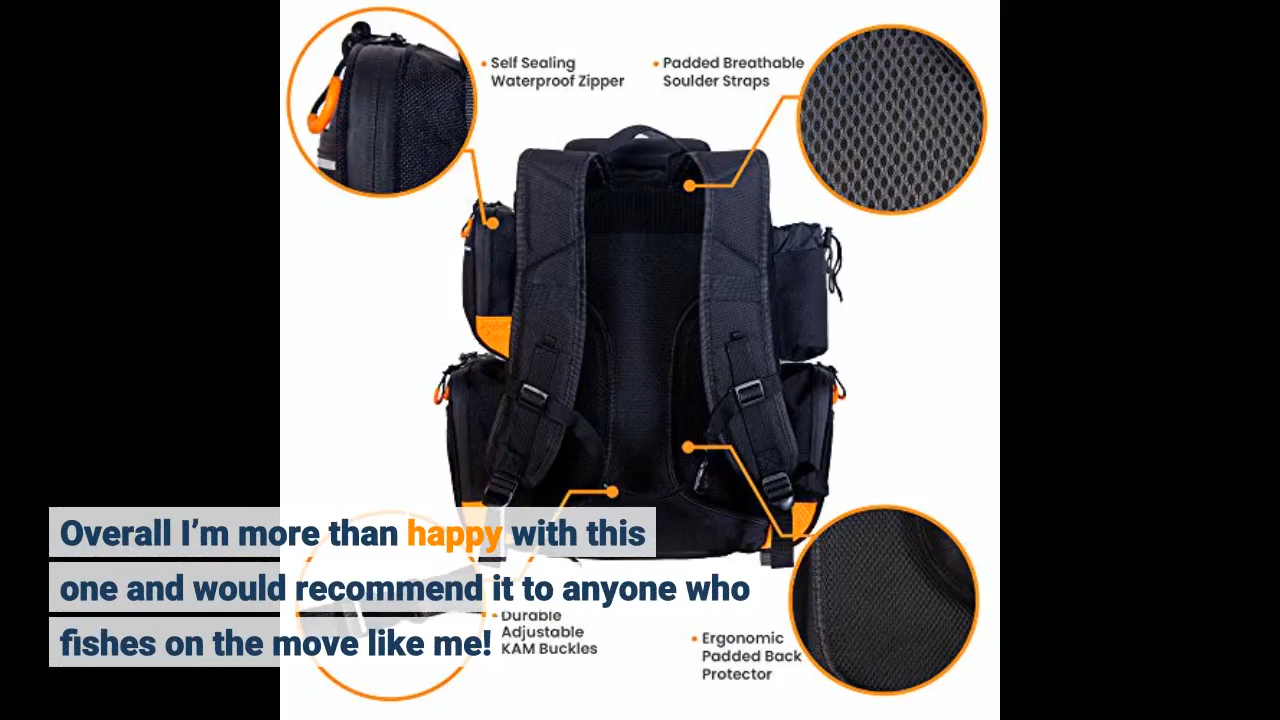 Self Sealing
Waterproof Zipper
Padded Breathable
Soulder Straps
Overall I’m more than happy with this
one and would recommend it to anyone who
fishes on the move like me!
Durable
Adjustable
KAM Buckles
Ergonomic
Padded Back
Protector